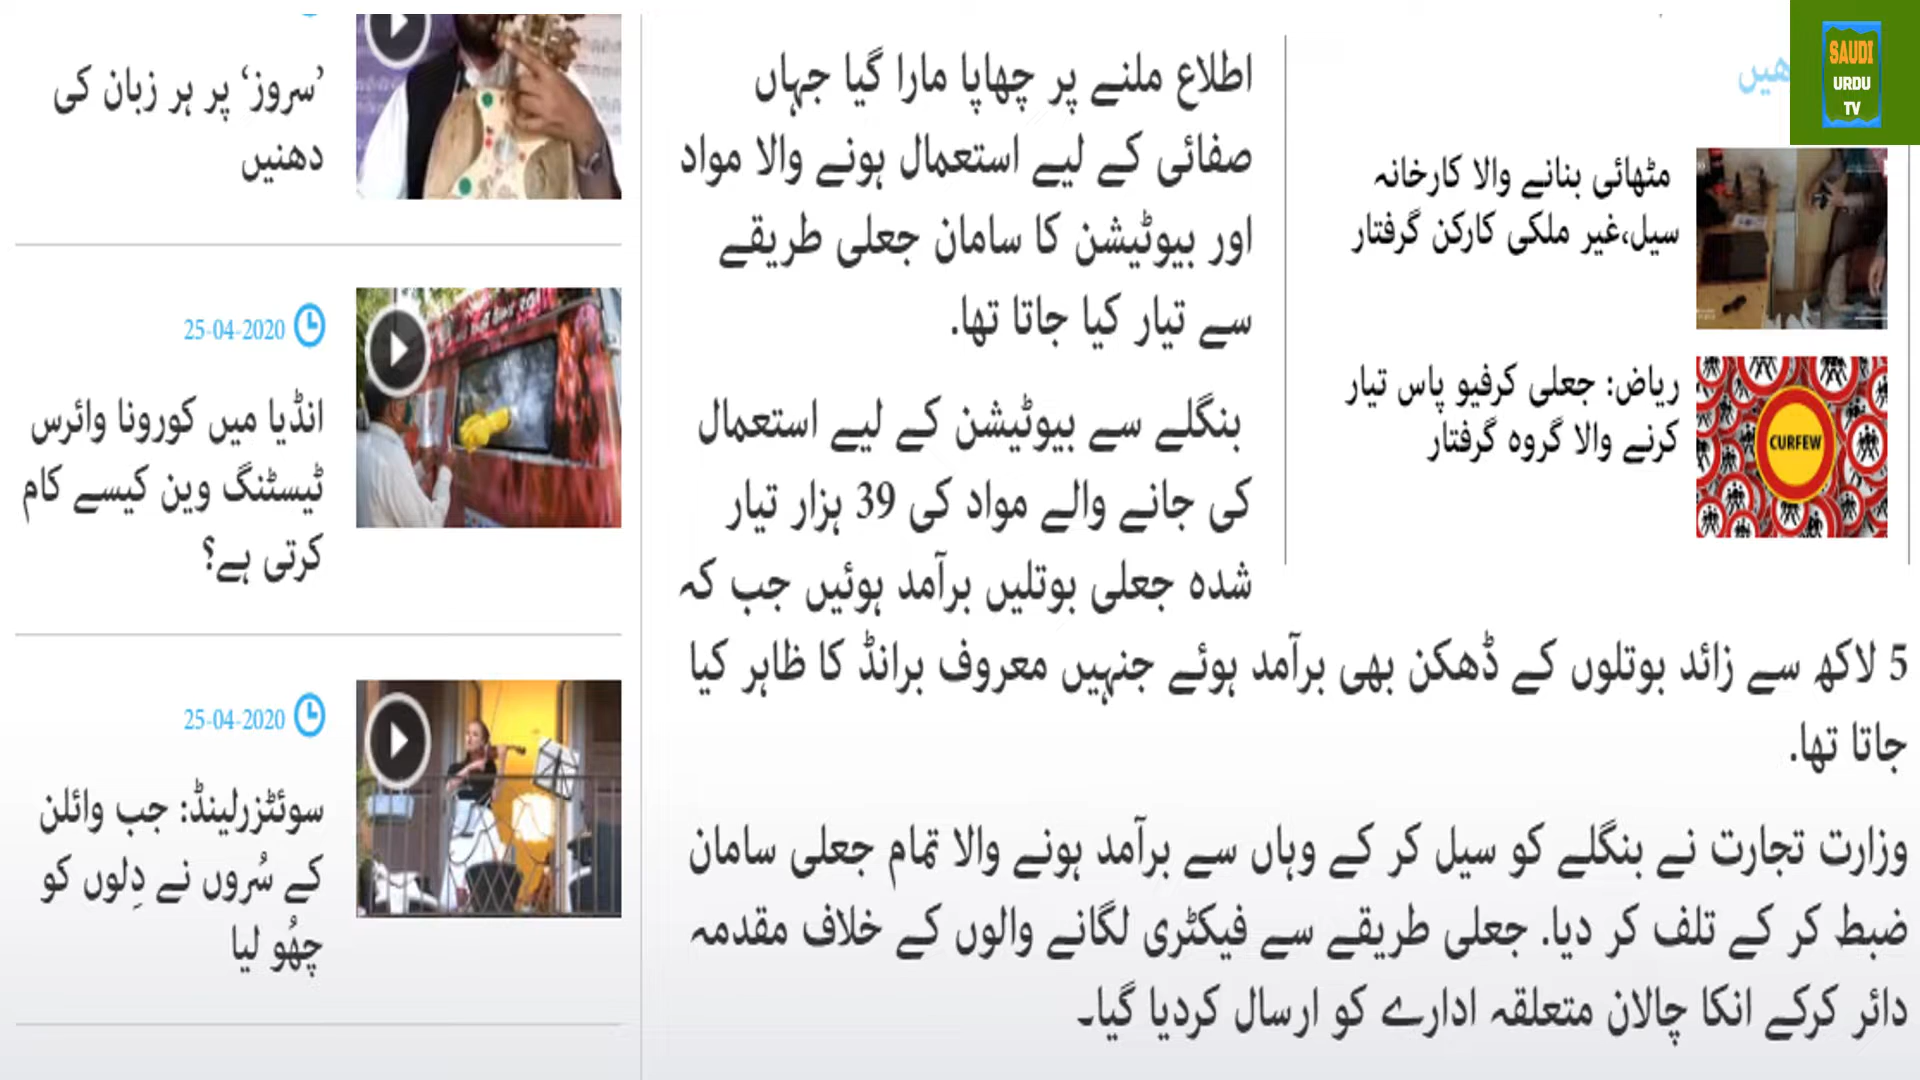 SAUDI
URDU
TV
مٹھائی بنانے والا کارخانہ
سیل،غیر ملکی کارکن گرفتار
ریاض: جعلی کرفیو پاس تیار
کرنے والا گروہ گرفتار
CURFEW
اطلاع ملنے پر چھاپا مارا گیا جہاں
صفائی کے لیے استعمال ہونے والا مواد
اور بیوٹیشن کا سامان جعلی طریقے
سے تیار کیا جاتا تھا.
بنگلے سے بیوٹیشن کے لیے استعمال
کی جانے والے مواد کی 39 ہزار تیار
شدہ جعلی بوتلیں برآمد ہوئیں جب کہ
5 لاکھ سے زائد بوتلوں کے ڈھکن بھی برآمد ہوئے جنہیں معروف برانڈ کا ظاہر کیا
جاتا تھا.
وزارت تجارت نے بنگلے کو سیل کر کے وہاں سے برآمد ہونے والا تمام جعلی سامان
ضبط کر کے تلف کر دیا. جعلی طریقے سے فیکٹری لگانے والوں کے خلاف مقدمہ
دائر کرکے انکا چالان متعلقہ ادارے کو ارسال کردیا گیا۔
’سروز‘ پر ہر زبان کی
دھنیں
25-04-2020
انڈیا میں کورونا وائرس
ٹیسٹنگ وین کیسے کام
کرتی ہے؟
25-04-2020
سوئٹزرلینڈ: جب وائلن
کے سُروں نے دِلوں کو
چھُو لیا